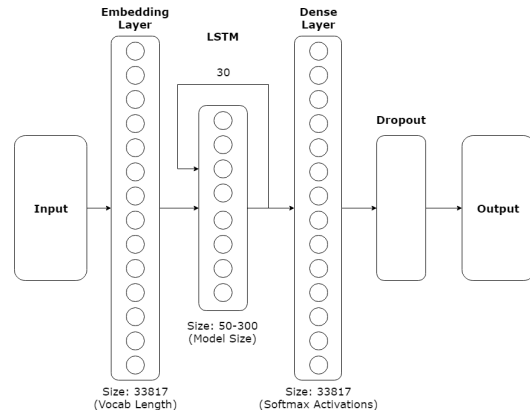 Embedding
Layer
LSTM
Dense
Layer
30
Dropout
Input
Output
Size: 50-300
(Model Size)
Size: 33817
(Vocab Length)
Size: 33817
(Softmax Activations)